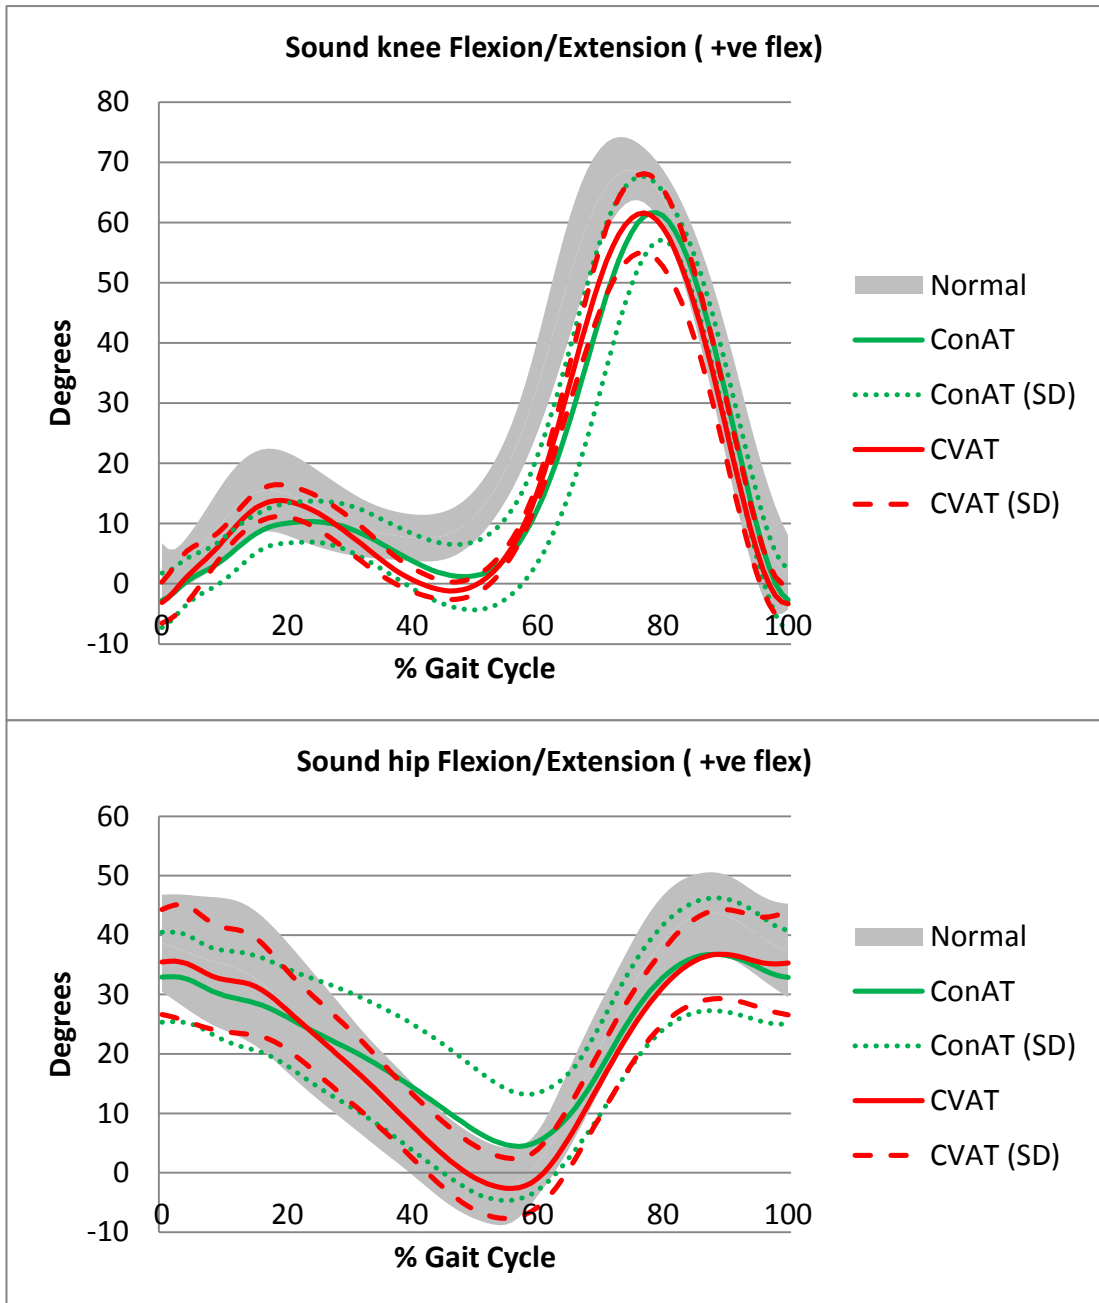 Sound knee Flexion/Extension ( +ve flex)
80
70
60
50
40
30
20
10
0
-10
Degrees
0 20 40 60 80 100
% Gait Cycle
Normal
ConAT
ConAT (SD)
CVAT
CVAT (SD)
Sound hip Flexion/Extension ( +ve flex)
60
50
40
30
20
10
0
-10
Degrees
0 20 40 60 80 100
% Gait Cycle
Normal
ConAT
ConAT (SD)
CVAT
CVAT (SD)